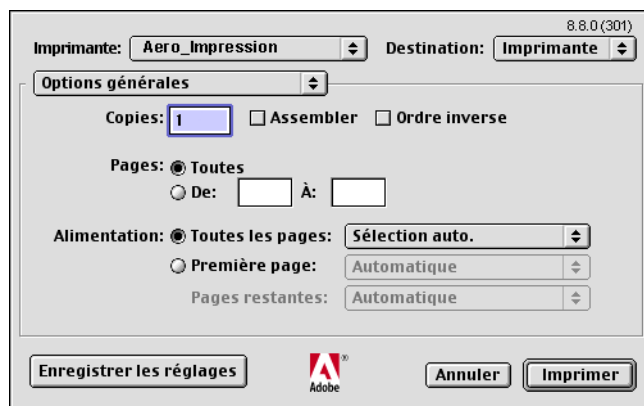 8.8.0 (301)
Imprimante: Aero_Impression Destination: Imprimante
Options générales
Copies: 1 Assembler Ordre inverse
Pages: Toutes
De: À:
Alimentation: Toutes les pages: Sélection auto.
Première page: Automatique
Pages restantes: Automatique
Enregistrer les réglages Adobe® Annuler Imprimer